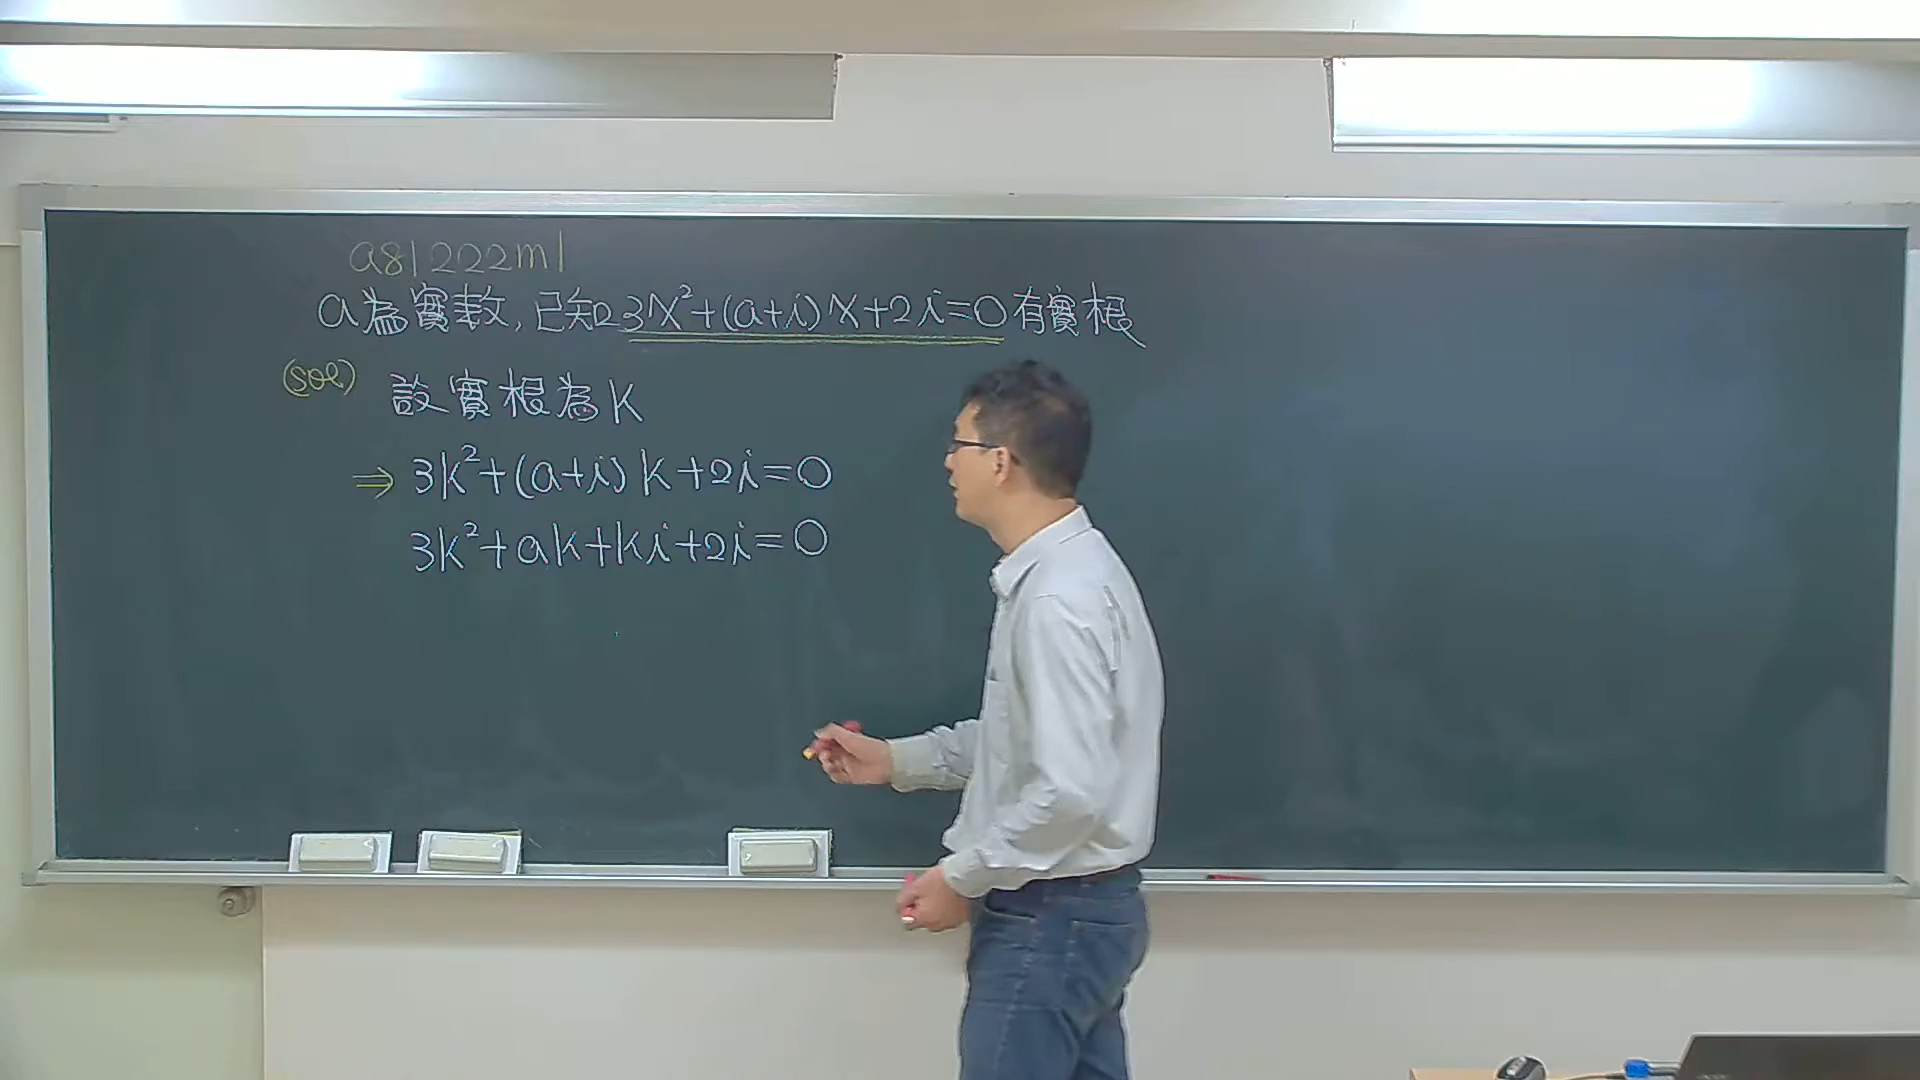 a81222m1
a為實數,已知3x²+(a+i)x+2i=0有實根
(sol) 設實根為k
⇒ 3k²+(a+i)k+2i=0
3k²+ak+ki+2i=0